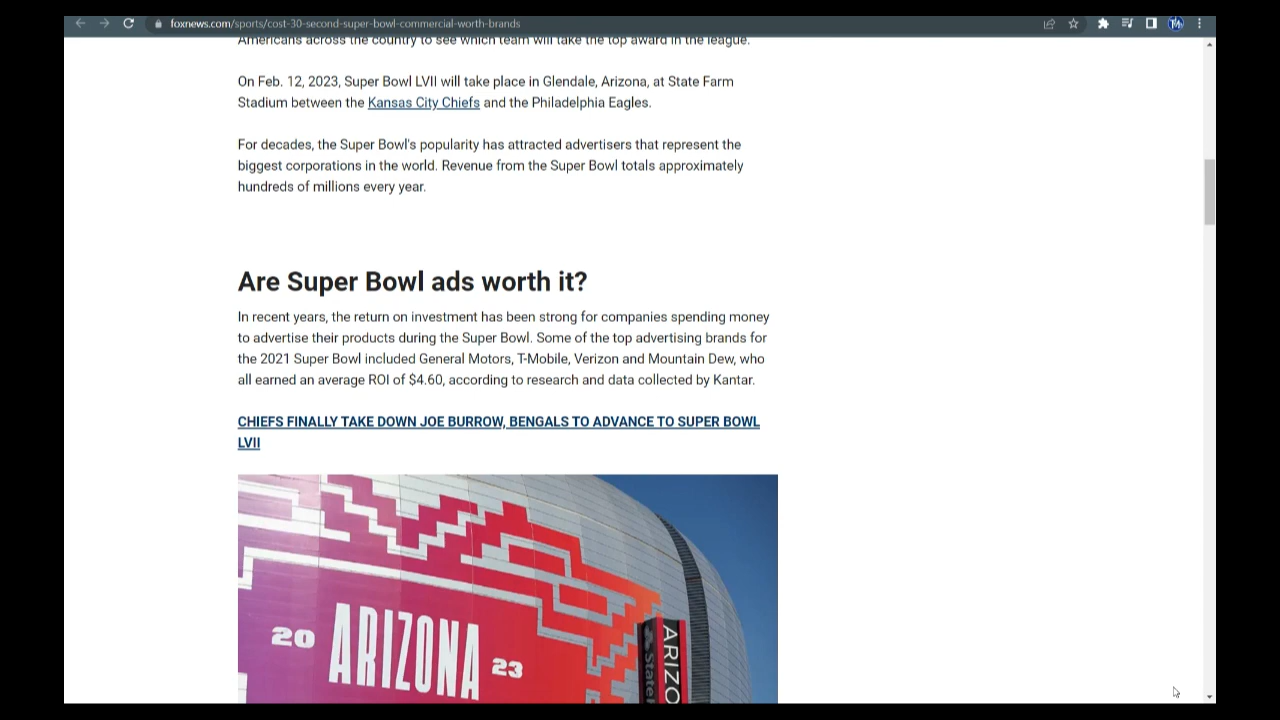 foxnews.com/sports/cost-30-second-super-bowl-commercial-worth-brands
Americans across the country to see which team will take the top award in the league.
On Feb. 12, 2023, Super Bowl LVII will take place in Glendale, Arizona, at State Farm
Stadium between the Kansas City Chiefs and the Philadelphia Eagles.
For decades, the Super Bowl's popularity has attracted advertisers that represent the
biggest corporations in the world. Revenue from the Super Bowl totals approximately
hundreds of millions every year.
Are Super Bowl ads worth it?
In recent years, the return on investment has been strong for companies spending money
to advertise their products during the Super Bowl. Some of the top advertising brands for
the 2021 Super Bowl included General Motors, T-Mobile, Verizon and Mountain Dew, who
all earned an average ROI of $4.60, according to research and data collected by Kantar.
CHIEFS FINALLY TAKE DOWN JOE BURROW, BENGALS TO ADVANCE TO SUPER BOWL
LVII
20 ARIZONA 23
ARIZO
State